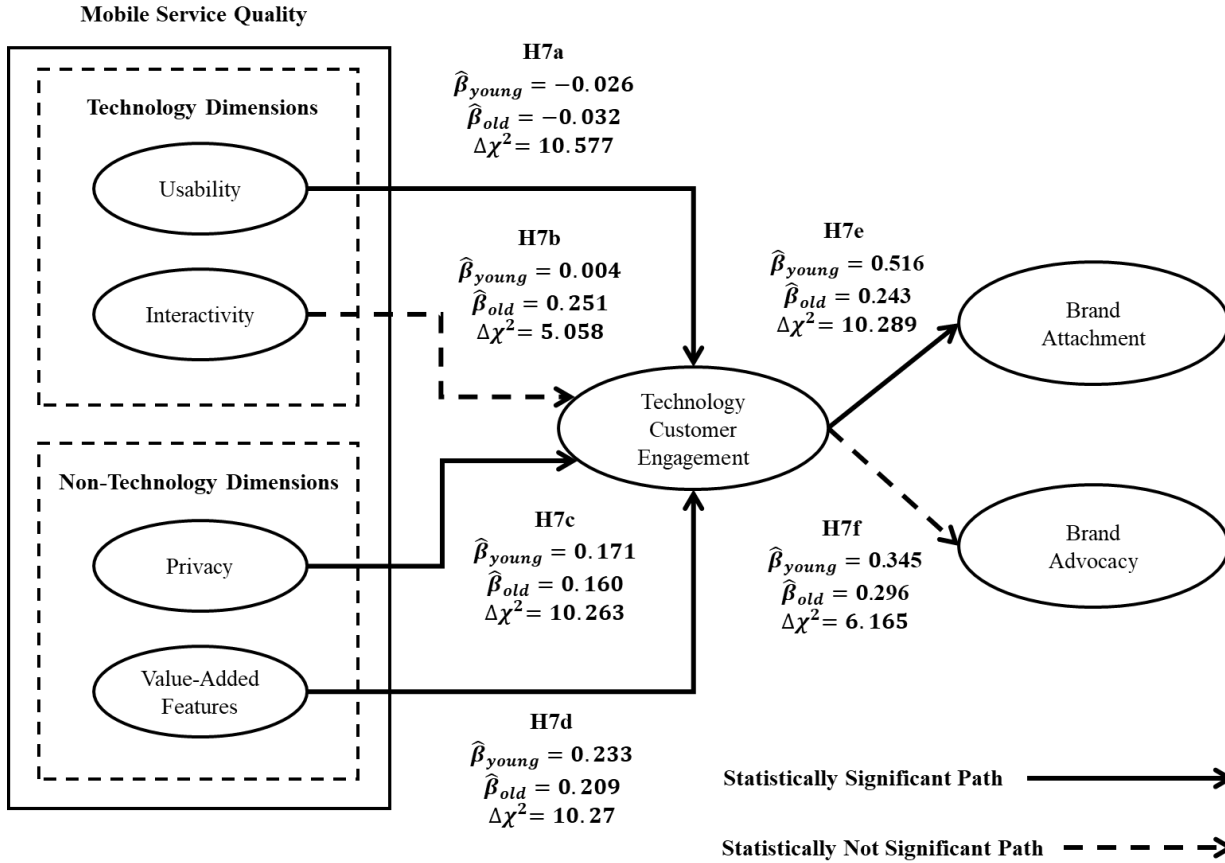 Mobile Service Quality
Technology Dimensions
Usability
Interactivity
Non-Technology Dimensions
Privacy
Value-Added
Features
H7a
β̂young = −0.026
β̂old = −0.032
Δχ²= 10.577
H7b
β̂young = 0.004
β̂old = 0.251
Δχ²= 5.058
H7c
β̂young = 0.171
β̂old = 0.160
Δχ²= 10.263
H7d
β̂young = 0.233
β̂old = 0.209
Δχ²= 10.27
Technology
Customer
Engagement
H7e
β̂young = 0.516
β̂old = 0.243
Δχ²= 10.289
H7f
β̂young = 0.345
β̂old = 0.296
Δχ²= 6.165
Brand
Attachment
Brand
Advocacy
Statistically Significant Path
Statistically Not Significant Path